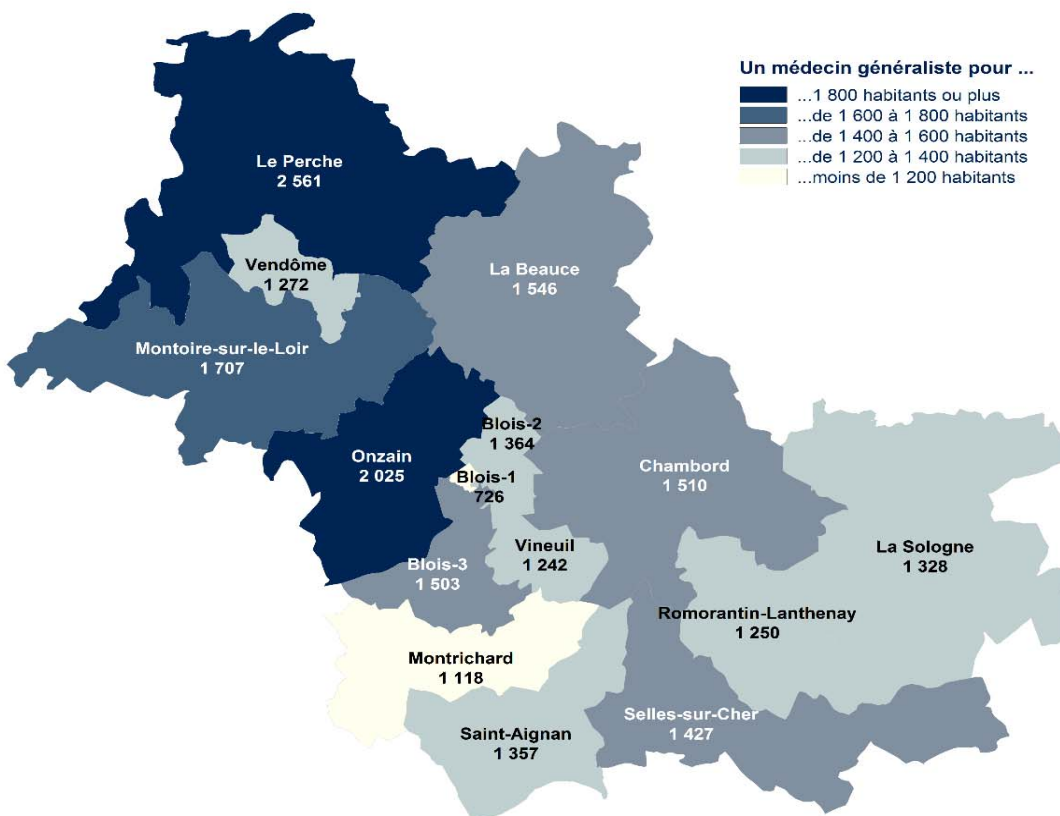 Un médecin généraliste pour ...
...1 800 habitants ou plus
...de 1 600 à 1 800 habitants
...de 1 400 à 1 600 habitants
...de 1 200 à 1 400 habitants
...moins de 1 200 habitants
Le Perche
2 561
Vendôme
1 272
La Beauce
1 546
Montoire-sur-le-Loir
1 707
Blois-2
1 364
Onzain
2 025
Blois-1
726
Chambord
1 510
Vineuil
1 242
La Sologne
1 328
Blois-3
1 503
Romorantin-Lanthenay
1 250
Montrichard
1 118
Selles-sur-Cher
1 427
Saint-Aignan
1 357